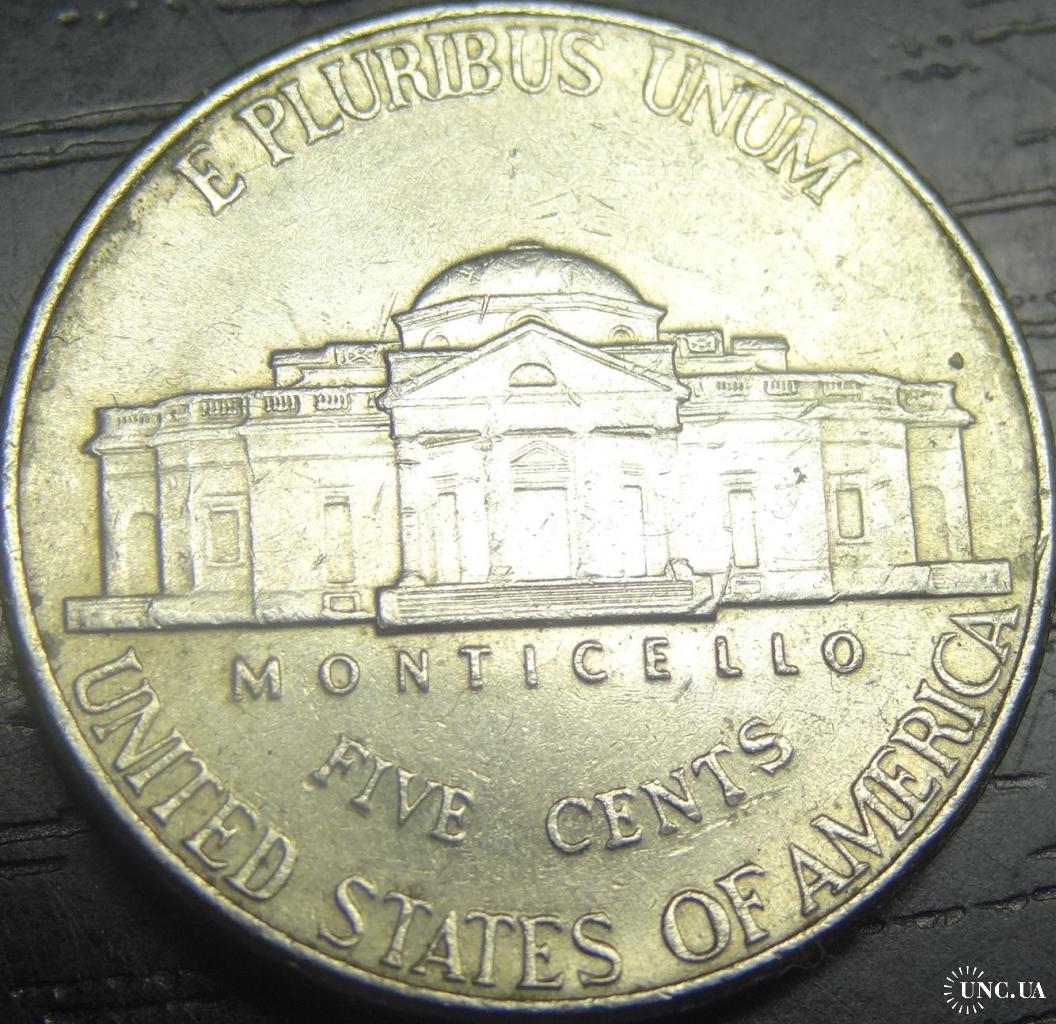 E PLURIBUS UNUM
MONTICELLO
FIVE CENTS
UNITED STATES OF AMERICA
UNC.UA